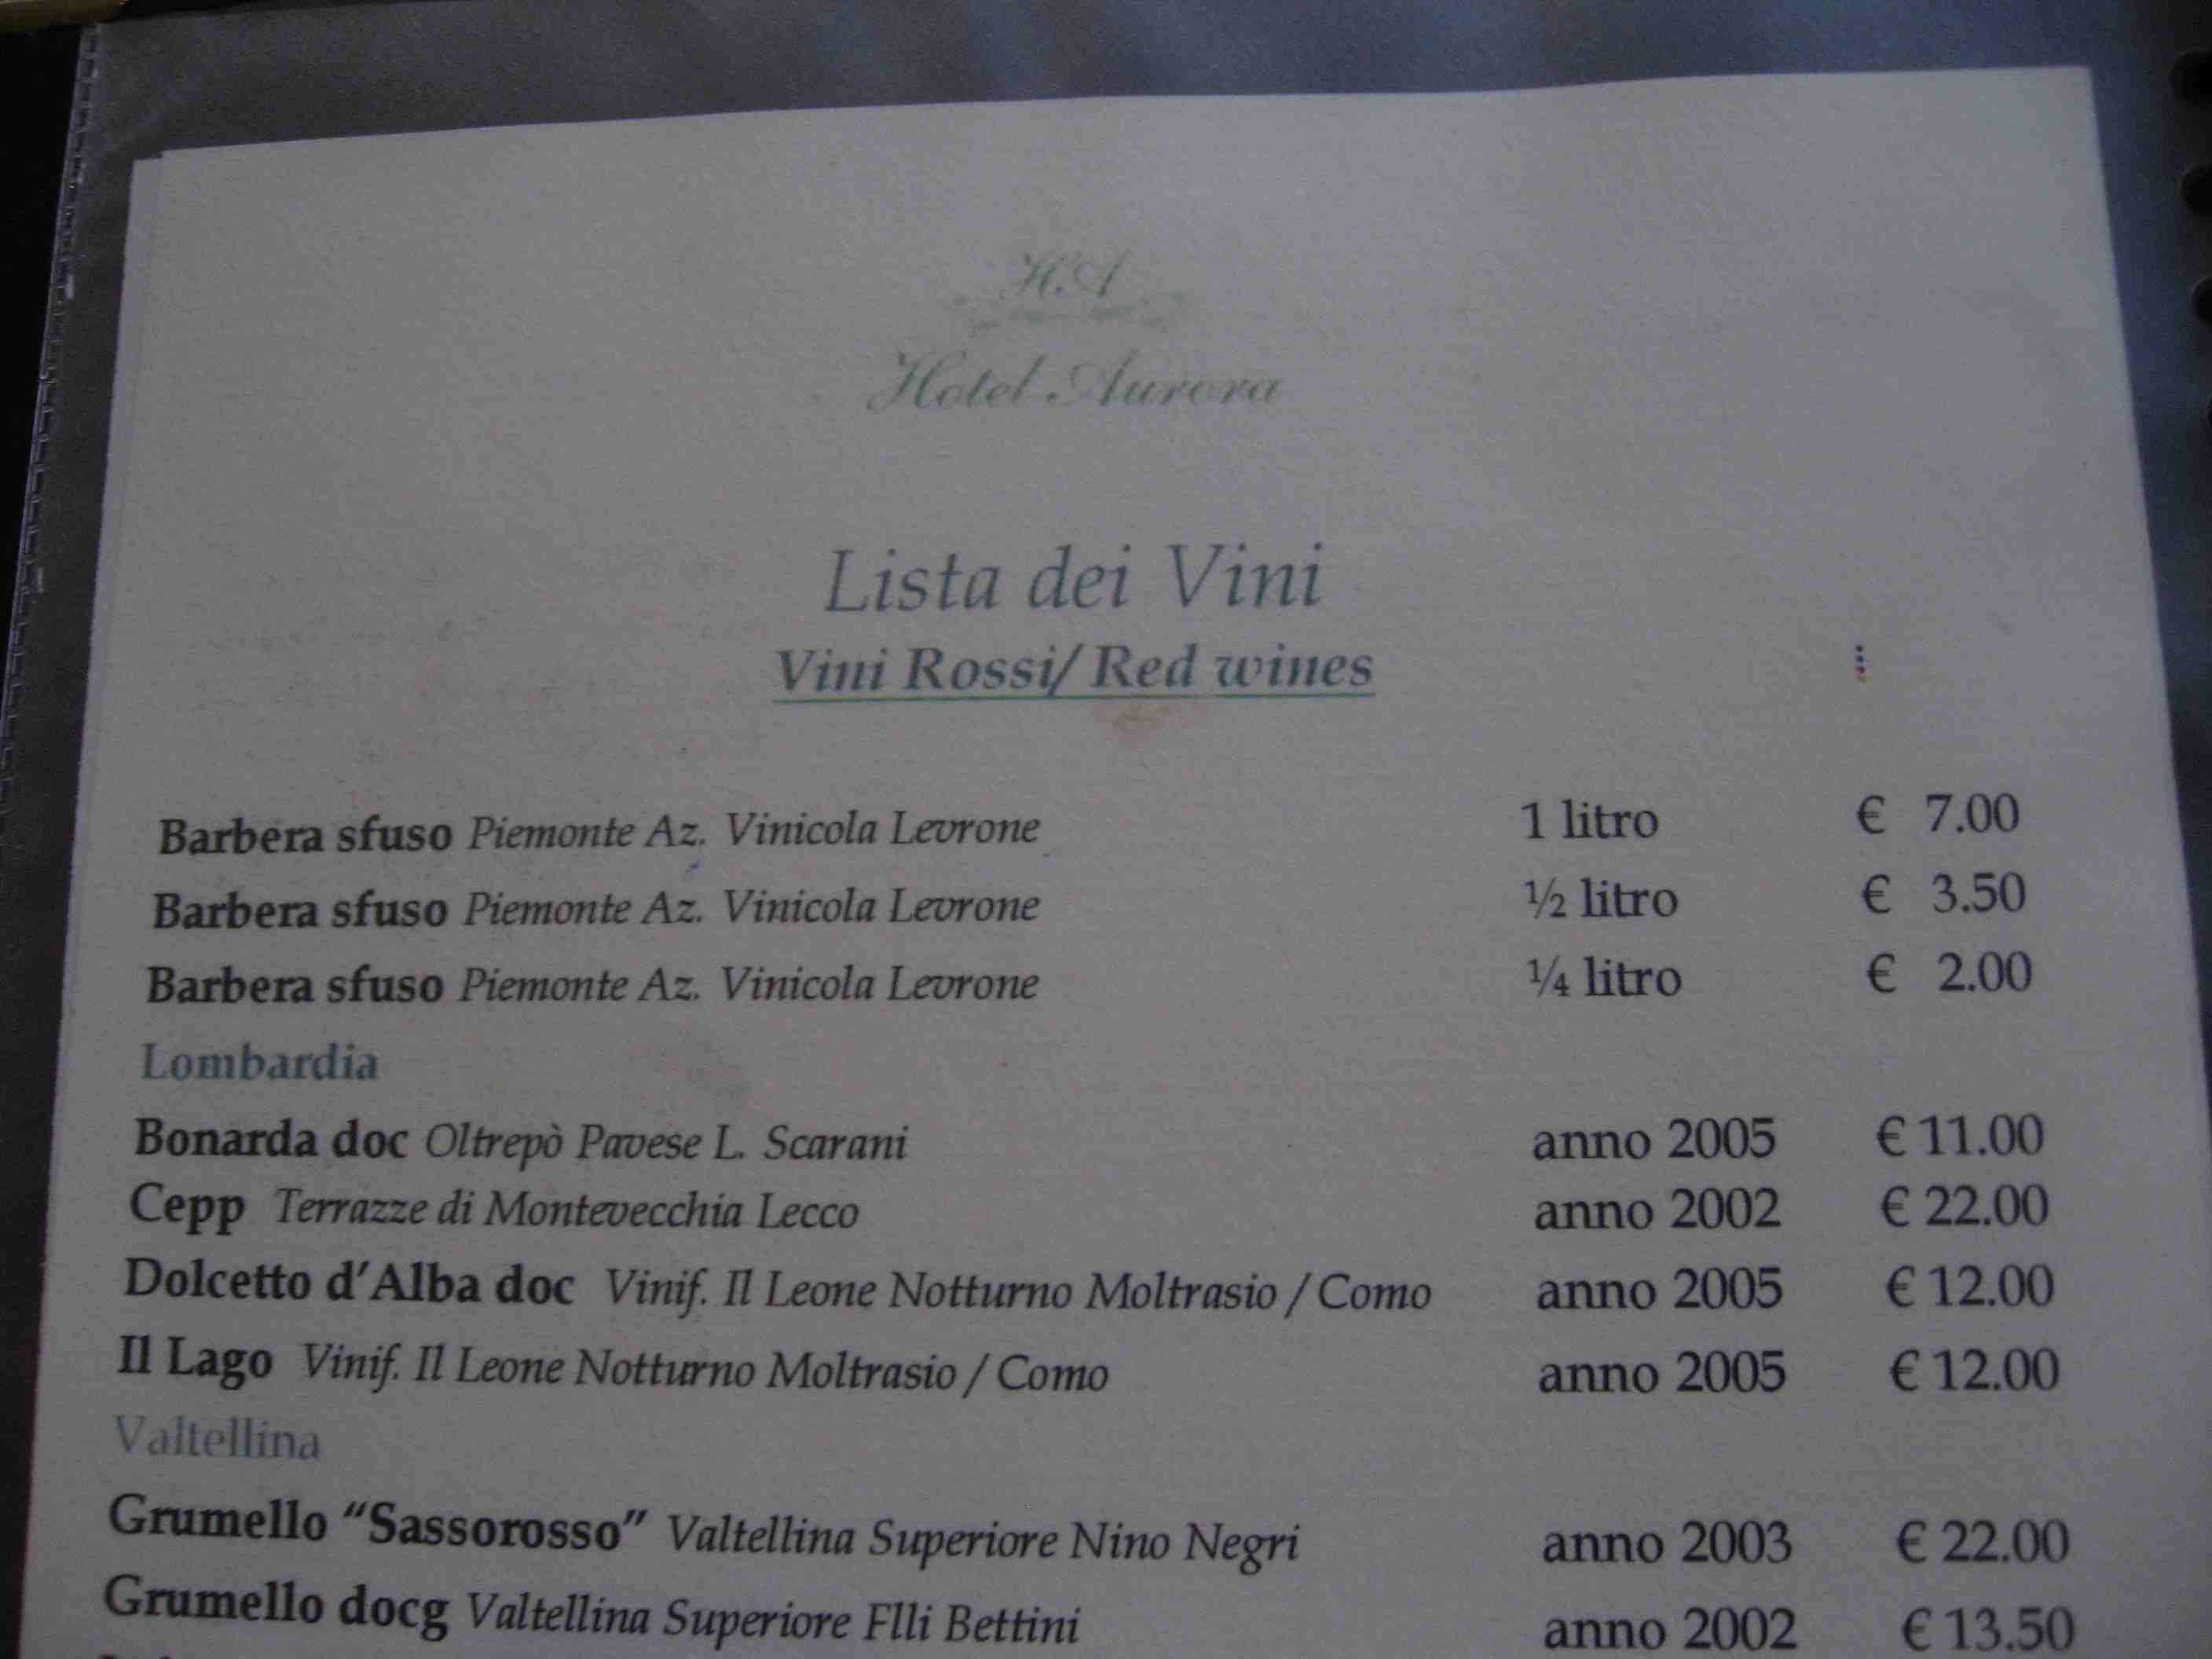 H.A
Hotel Aurora
Lista dei Vini
Vini Rossi/ Red wines
Barbera sfuso Piemonte Az. Vinicola Levrone 1 litro € 7.00
Barbera sfuso Piemonte Az. Vinicola Levrone ½ litro € 3.50
Barbera sfuso Piemonte Az. Vinicola Levrone ¼ litro € 2.00
Lombardia
Bonarda doc Oltrepò Pavese L. Scarani anno 2005 € 11.00
Cepp Terrazze di Montevecchia Lecco anno 2002 € 22.00
Dolcetto d'Alba doc Vinif. Il Leone Notturno Moltrasio / Como anno 2005 € 12.00
Il Lago Vinif. Il Leone Notturno Moltrasio / Como anno 2005 € 12.00
Valtellina
Grumello "Sassorosso" Valtellina Superiore Nino Negri anno 2003 € 22.00
Grumello docg Valtellina Superiore Flli Bettini anno 2002 € 13.50